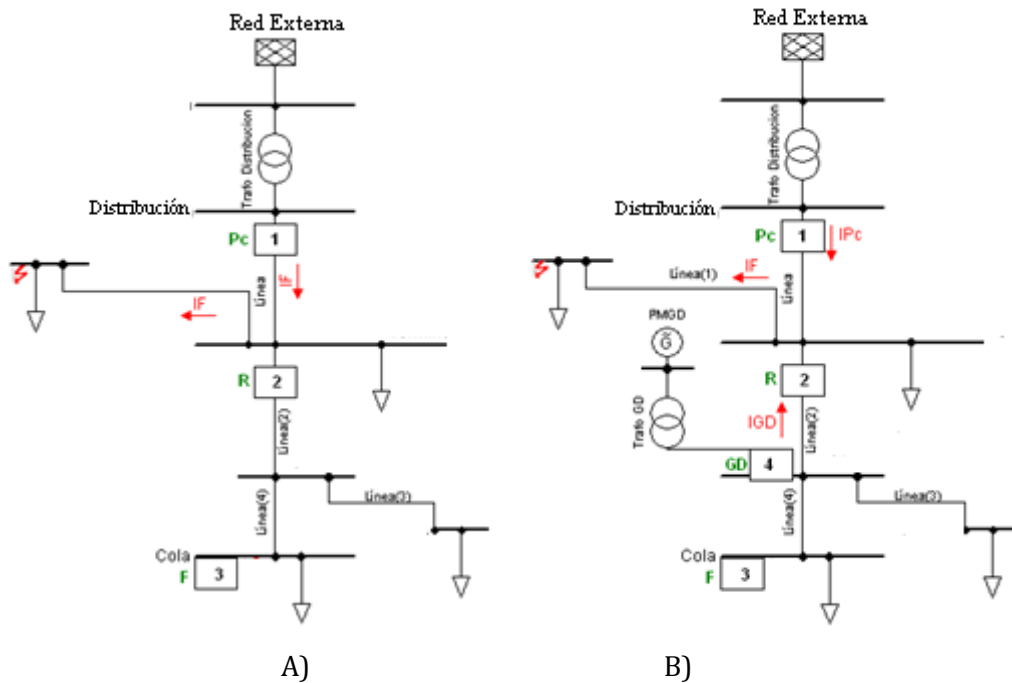 Red Externa
Trafo Distribucion
Distribución
Pc
1
IF
Línea
IF
R
2
Línea(2)
Línea(4)
Línea(3)
Cola
F
3
A)
Red Externa
Trafo Distribucion
Distribución
Pc
1
IPc
IF
Línea(1)
Línea
PMGD
G
R
2
Trafo GD
IGD
Línea(2)
GD
4
Línea(4)
Línea(3)
Cola
F
3
B)